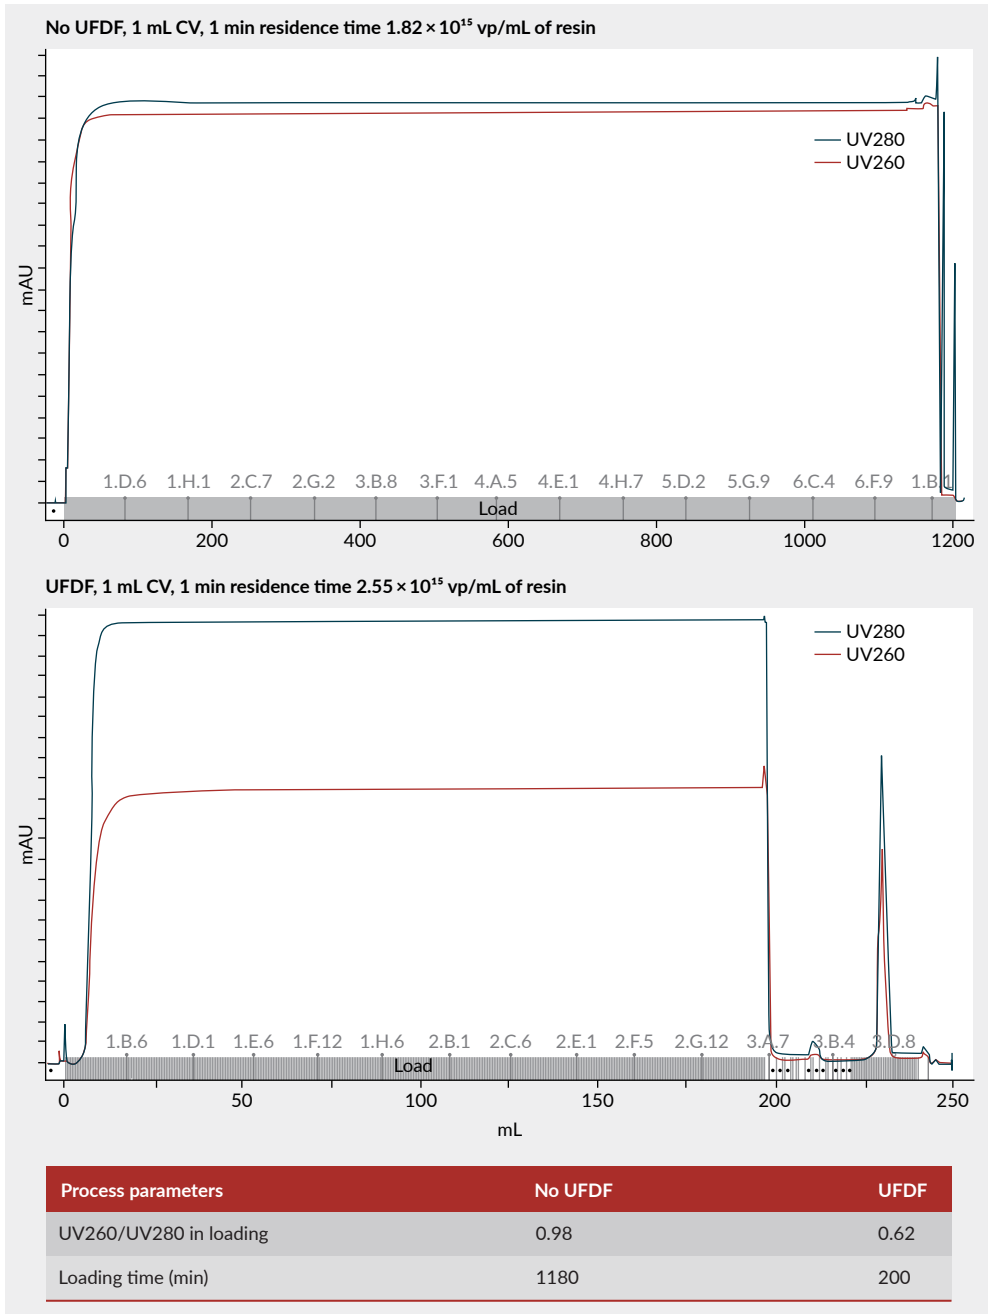 No UFDF, 1 mL CV, 1 min residence time 1.82 × 10¹⁵ vp/mL of resin
UV280
UV260
mAU
1.D.6 1.H.1 2.C.7 2.G.2 3.B.8 3.F.1 4.A.5 4.E.1 4.H.7 5.D.2 5.G.9 6.C.4 6.F.9 1.B.1
Load
0 200 400 600 800 1000 1200
UFDF, 1 mL CV, 1 min residence time 2.55 × 10¹⁵ vp/mL of resin
UV280
UV260
mAU
1.B.6 1.D.1 1.E.6 1.F.12 1.H.6 2.B.1 2.C.6 2.E.1 2.F.5 2.G.12 3.A.7 3.B.4 3.D.8
Load
0 50 100 150 200 250
mL
Process parameters No UFDF UFDF
UV260/UV280 in loading 0.98 0.62
Loading time (min) 1180 200